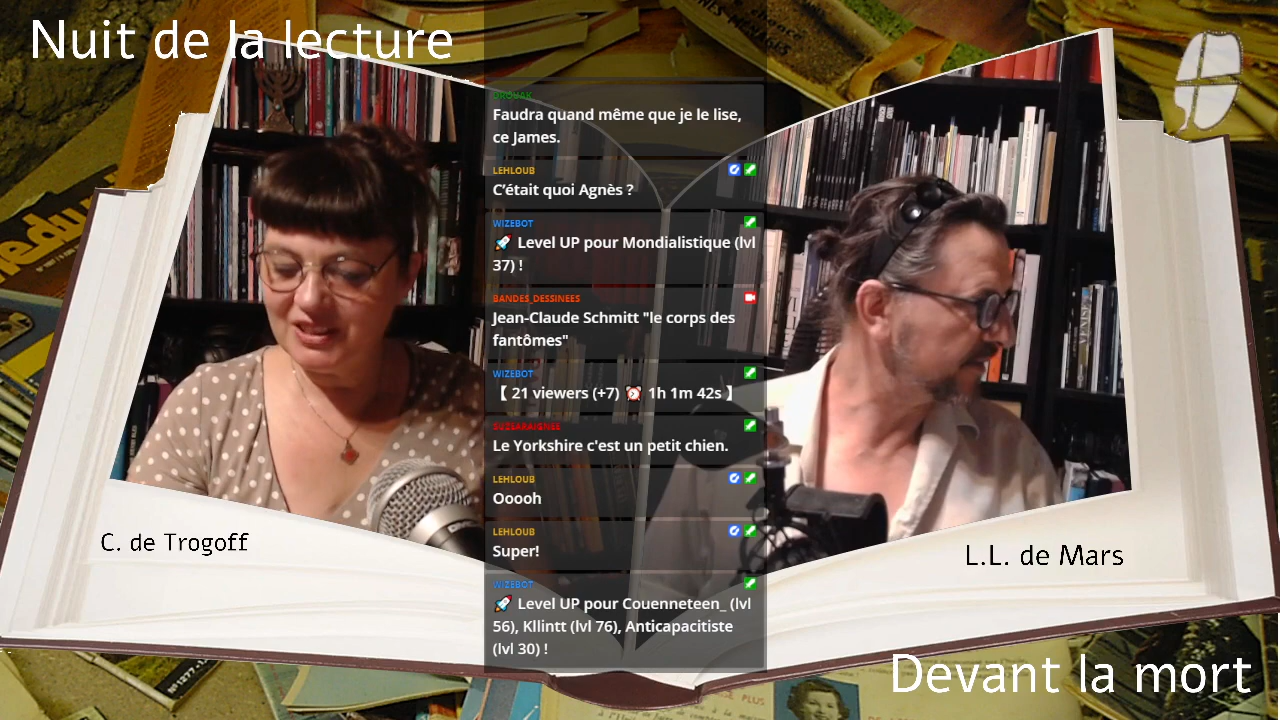 Nuit de la lecture
DROUAK
Faudra quand même que je le lise,
ce James.
LEHLOUB
C'était quoi Agnès ?
WIZEBOT
🚀 Level UP pour Mondialistique (lvl
37) !
BANDES_DESSINEES
Jean-Claude Schmitt "le corps des
fantômes"
WIZEBOT
【 21 viewers (+7) ⏰ 1h 1m 42s 】
SUZEARAIGNEE
Le Yorkshire c'est un petit chien.
LEHLOUB
Ooooh
LEHLOUB
Super!
WIZEBOT
🚀 Level UP pour Couenneteen_ (lvl
56), Kllintt (lvl 76), Anticapacitiste
(lvl 30) !
C. de Trogoff
L.L. de Mars
Devant la mort